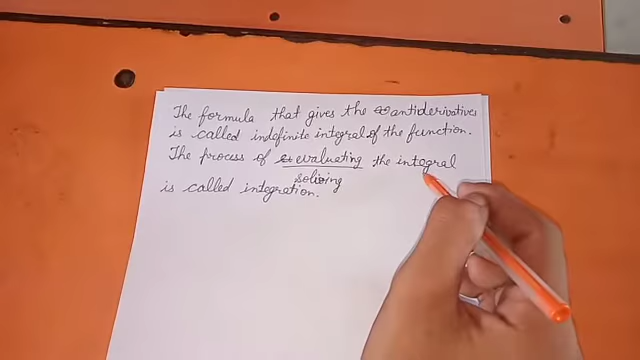 The formula that gives the antiderivatives
is called indefinite integral of the function.
The process of evaluating the integral
solving
is called integration.